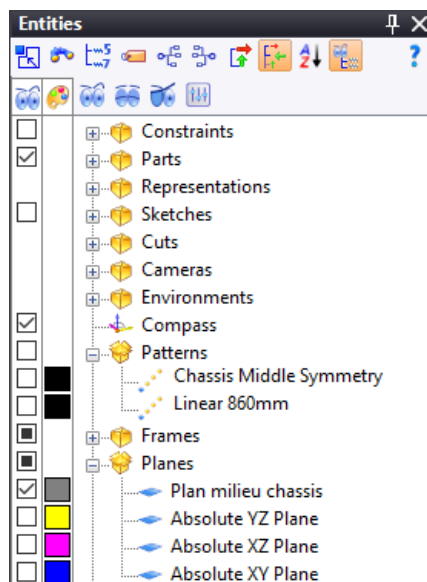 Entities
Constraints
Parts
Representations
Sketches
Cuts
Cameras
Environments
Compass
Patterns
Chassis Middle Symmetry
Linear 860mm
Frames
Planes
Plan milieu chassis
Absolute YZ Plane
Absolute XZ Plane
Absolute XY Plane